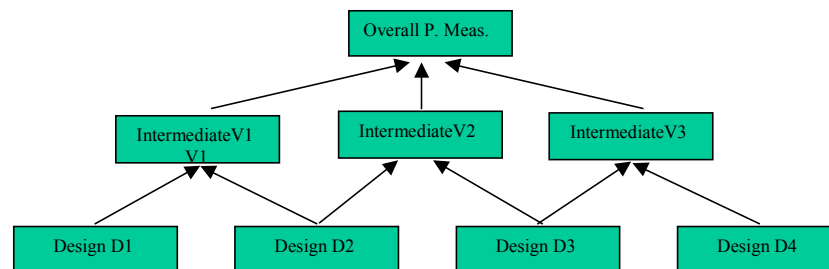 Overall P. Meas.
IntermediateV1
V1
IntermediateV2
IntermediateV3
Design D1
Design D2
Design D3
Design D4